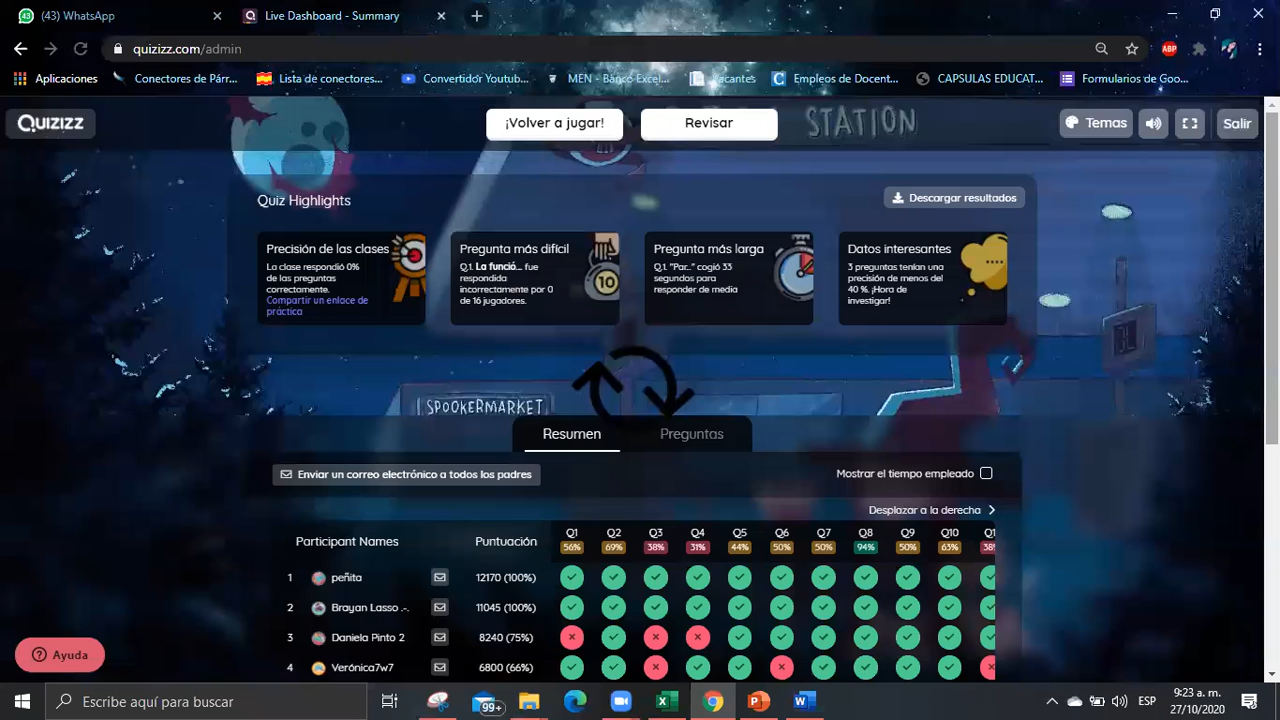 (43) WhatsApp
Live Dashboard - Summary
quizizz.com/admin
ABP
Aplicaciones
Conectores de Párr...
Lista de conectores...
Convertidor Youtub...
MEN - Banco Excel...
Vacantes
Empleos de Docent...
CAPSULAS EDUCAT...
Formularios de Goo...
Quizizz
¡Volver a jugar!
Revisar
STATION
Temas
Salir
Quiz Highlights
Descargar resultados
Precisión de las clases
La clase respondió 0%
de las preguntas
correctamente.
Compartir un enlace de
práctica
Pregunta más difícil
Q.1. La funció... fue
respondida
incorrectamente por 0
de 16 jugadores.
10
Pregunta más larga
Q.1. "Par..." cogió 33
segundos para
responder de media
Datos interesantes
3 preguntas tenían una
precisión de menos del
40 %. ¡Hora de
investigar!
SPOOKERMARKET
Resumen
Preguntas
Enviar un correo electrónico a todos los padres
Mostrar el tiempo empleado
Desplazar a la derecha
Participant Names Puntuación Q1 Q2 Q3 Q4 Q5 Q6 Q7 Q8 Q9 Q10 Q1
56% 69% 38% 31% 44% 50% 50% 94% 50% 63% 38%
1 peñita 12170 (100%)
2 Brayan Lasso .-. 11045 (100%)
3 Daniela Pinto 2 8240 (75%)
4 Verónica7w7 6800 (66%)
Ayuda
Escribe aquí para buscar
99+
ESP
9:23 a. m.
27/10/2020